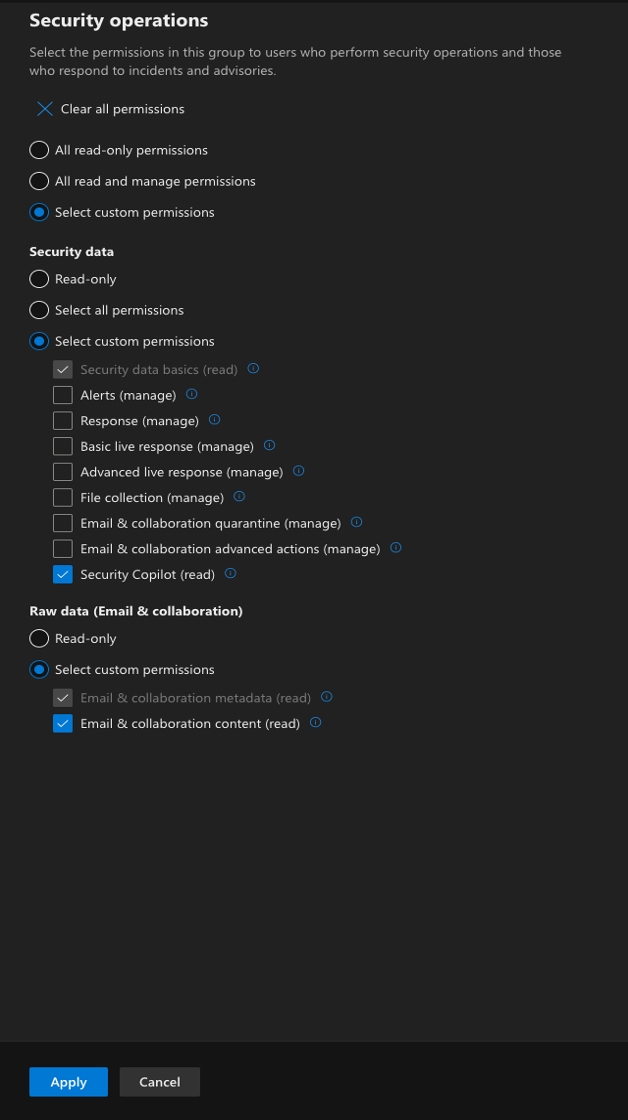 Security operations
Select the permissions in this group to users who perform security operations and those
who respond to incidents and advisories.
Clear all permissions
All read-only permissions
All read and manage permissions
Select custom permissions
Security data
Read-only
Select all permissions
Select custom permissions
Security data basics (read)
Alerts (manage)
Response (manage)
Basic live response (manage)
Advanced live response (manage)
File collection (manage)
Email & collaboration quarantine (manage)
Email & collaboration advanced actions (manage)
Security Copilot (read)
Raw data (Email & collaboration)
Read-only
Select custom permissions
Email & collaboration metadata (read)
Email & collaboration content (read)
Apply Cancel